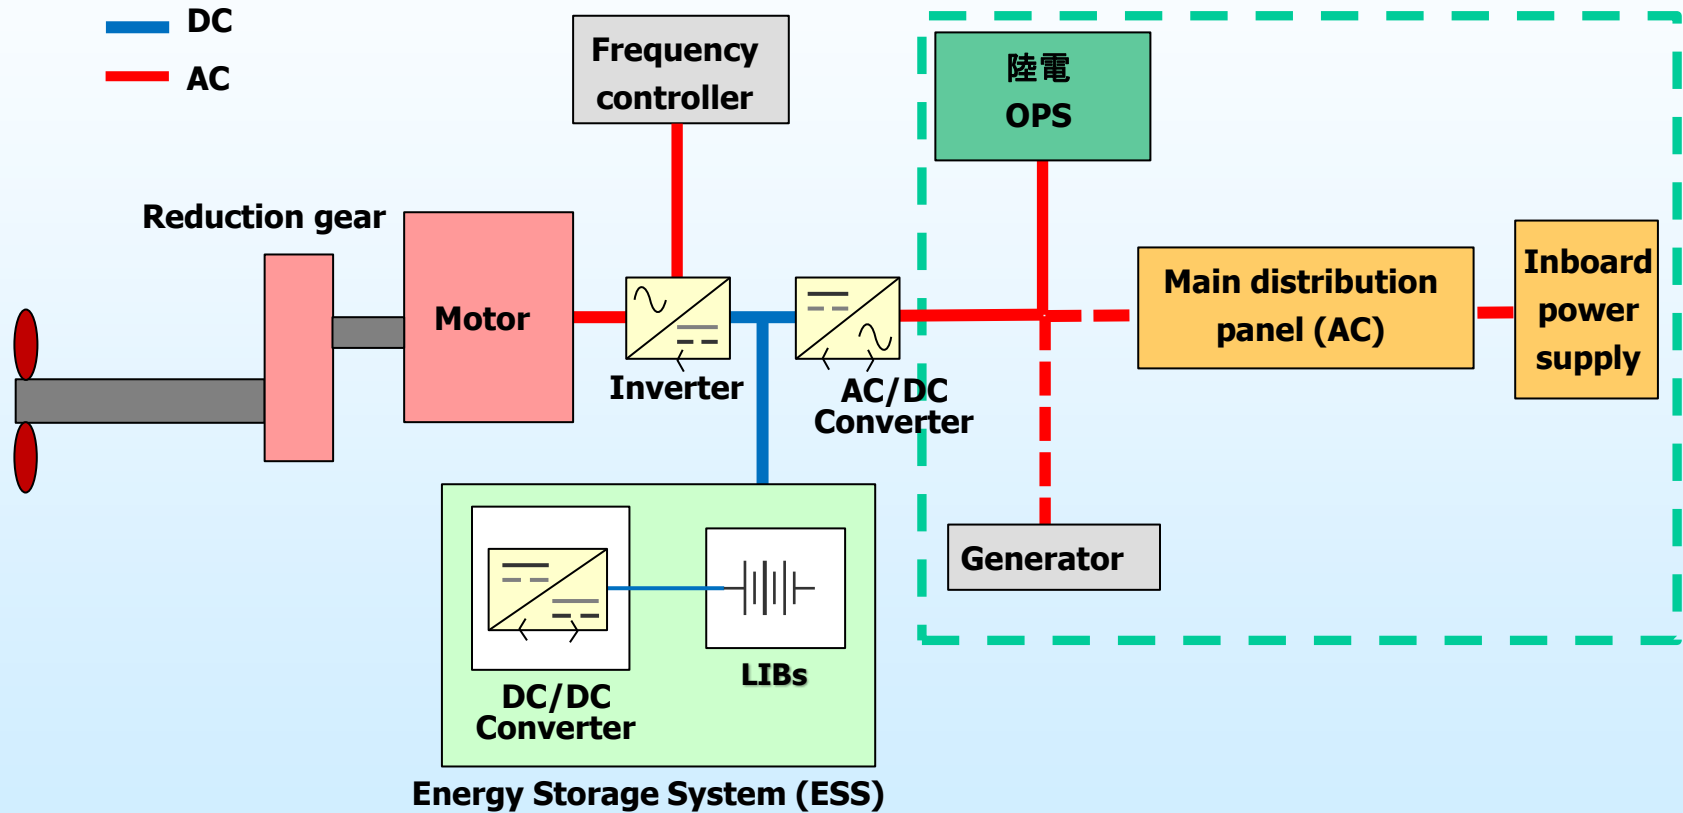 DC
AC
Frequency
controller
陸電
OPS
Reduction gear
Motor
Inverter
AC/DC
Converter
Main distribution
panel (AC)
Inboard
power
supply
Generator
DC/DC
Converter
LIBs
Energy Storage System (ESS)